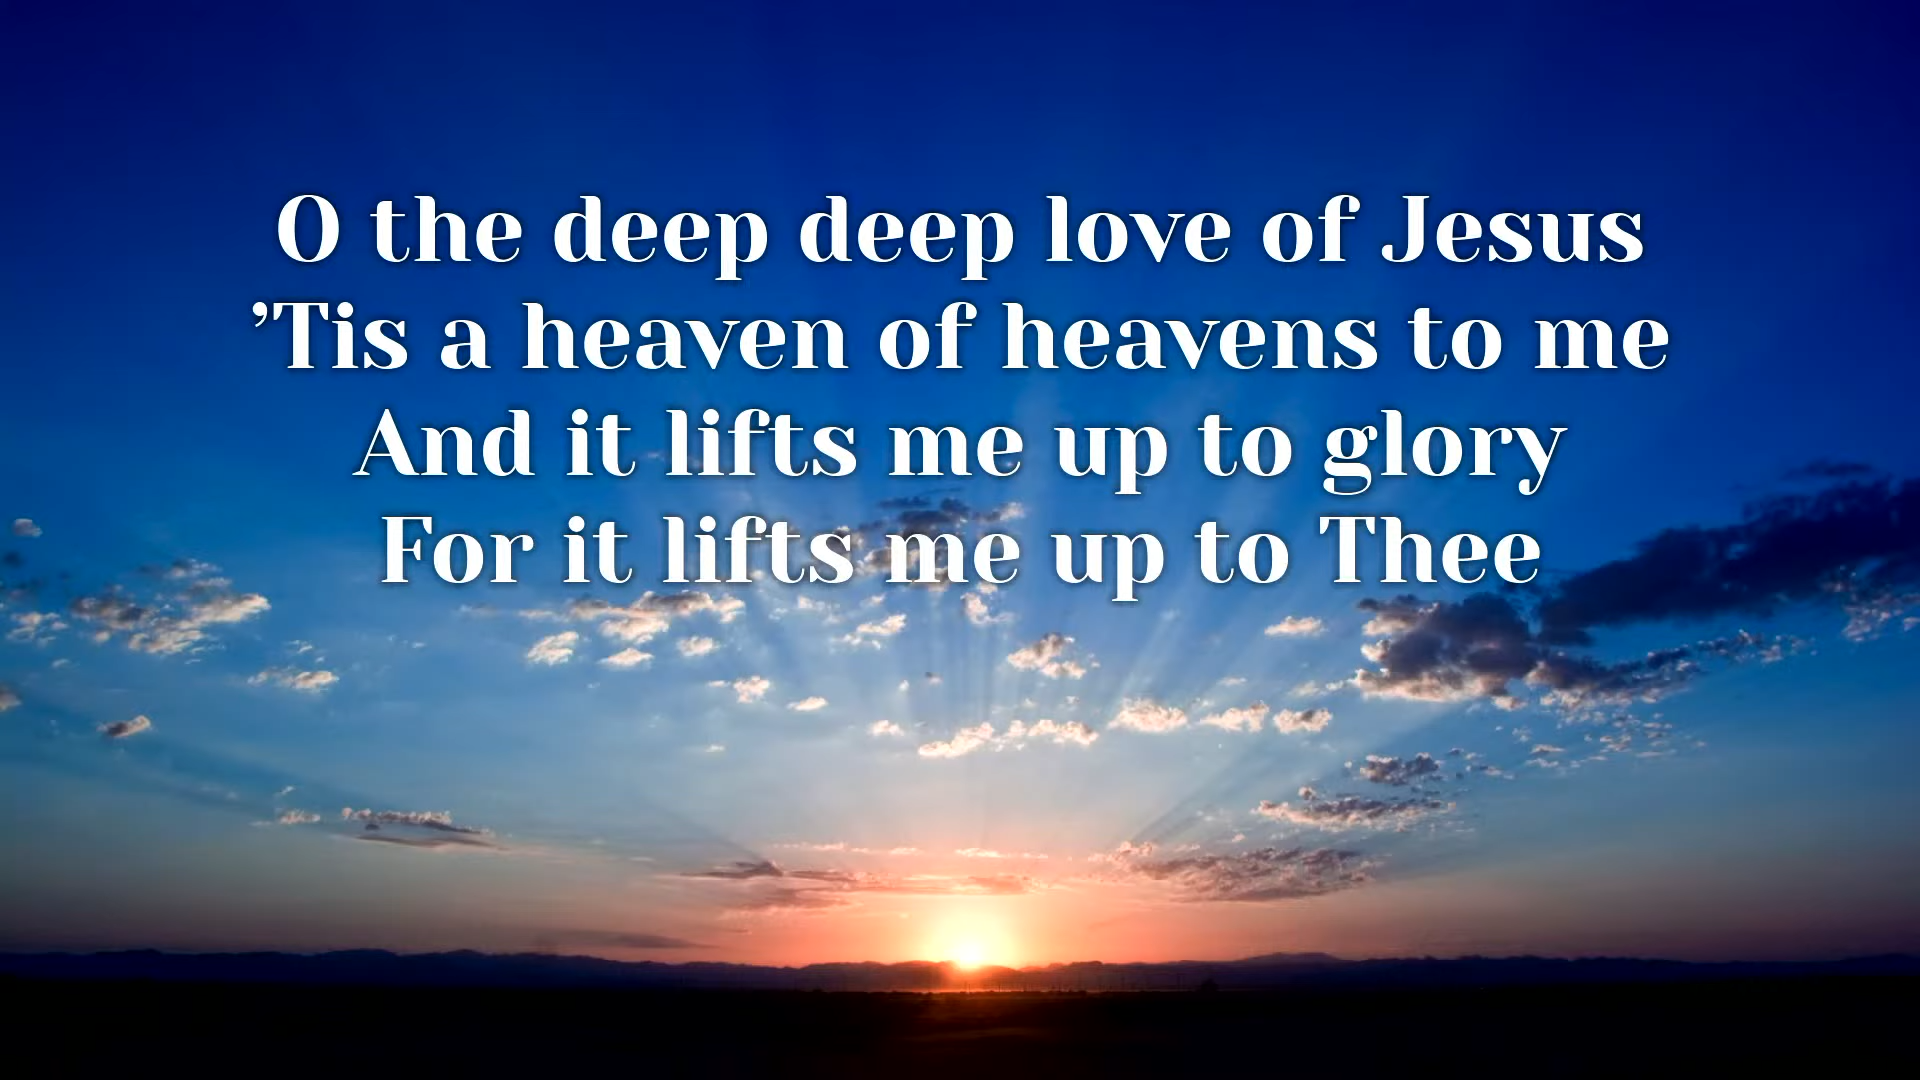 O the deep deep love of Jesus
’Tis a heaven of heavens to me
And it lifts me up to glory
For it lifts me up to Thee